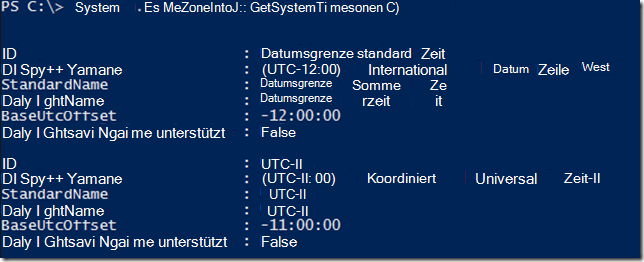 PS C:\> System .Es MeZoneIntoJ:: GetSystemTi mesonen C)
ID : Datumsgrenze standard Zeit
DI Spy++ Yamane : (UTC-12:00) International Datum Zeile West
StandardName : Datumsgrenze Somme Ze
Daly I ghtName : Datumsgrenze rzeit it
BaseUtcOffset : -12:00:00
Daly I Ghtsavi Ngai me unterstützt : False
ID : UTC-II
DI Spy++ Yamane : (UTC-II: 00) Koordiniert Universal Zeit-II
StandardName : UTC-II
Daly I ghtName : UTC-II
BaseUtcOffset : -11:00:00
Daly I Ghtsavi Ngai me unterstützt : False